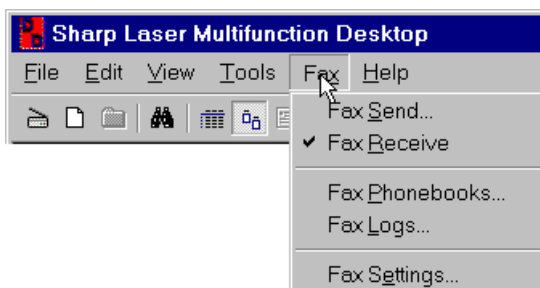 Sharp Laser Multifunction Desktop
File Edit View Tools Fax Help
Fax Send...
Fax Receive
Fax Phonebooks...
Fax Logs...
Fax Settings...